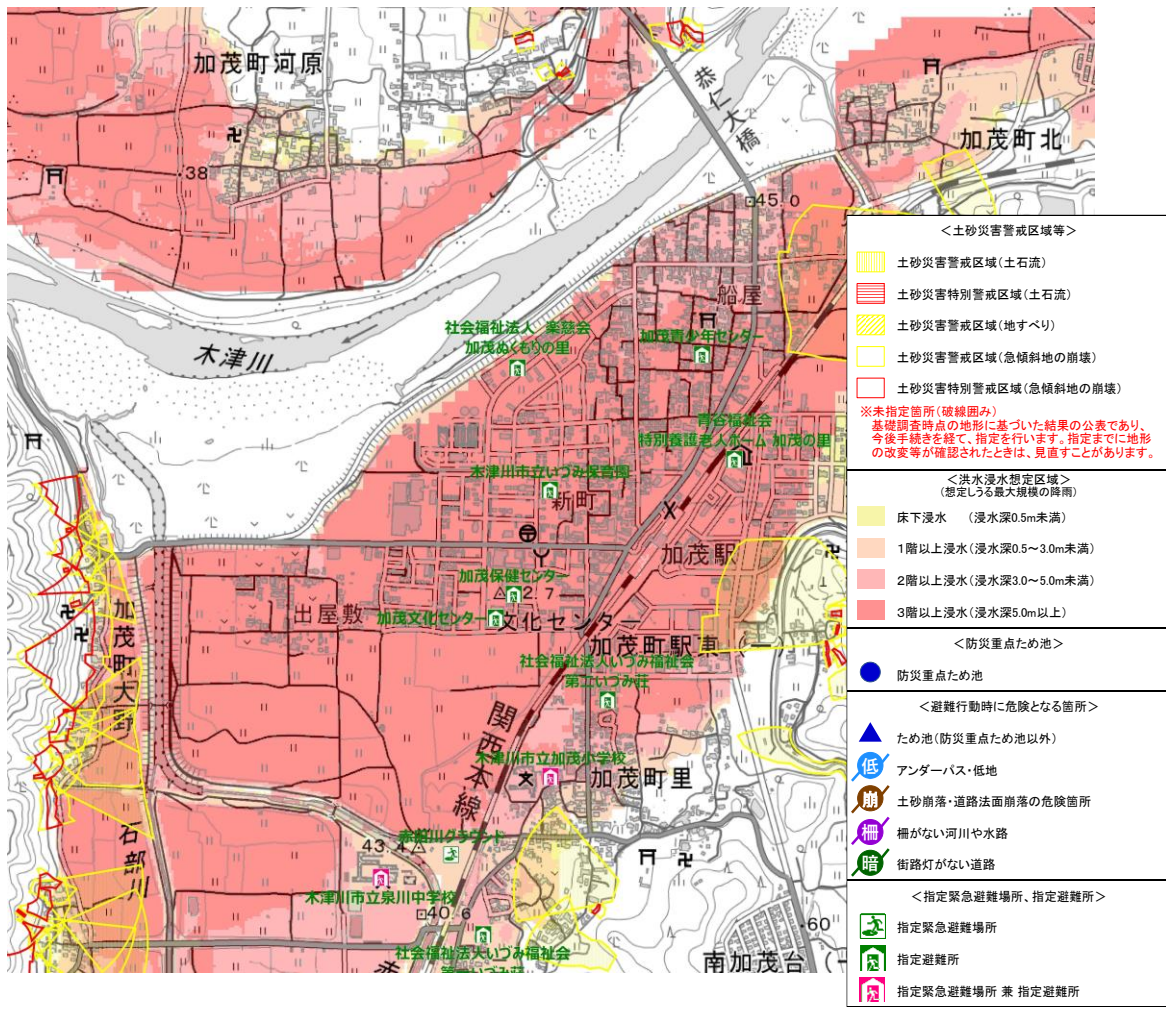 加茂町河原
恭仁大橋
加茂町北
38
45.0
船屋
社会福祉法人 楽慈会
加茂ぬくもりの里
加茂青少年センター
木津川
青谷福祉会
特別養護老人ホーム 加茂の里
木津川市立いづみ保育園
新町
加茂駅
加茂保健センター
加茂文化センター
文化センター
出屋敷
加茂町大野
加茂町駅東(一)
社会福祉法人いづみ福祉会
第二いづみ荘
関西本線
木津川市立加茂小学校
加茂町里
石部川
赤田川グラウンド
43.4
木津川市立泉川中学校
40.6
社会福祉法人いづみ福祉会
60
南加茂台
<土砂災害警戒区域等>
土砂災害警戒区域(土石流)
土砂災害特別警戒区域(土石流)
土砂災害警戒区域(地すべり)
土砂災害警戒区域(急傾斜地の崩壊)
土砂災害特別警戒区域(急傾斜地の崩壊)
※未指定箇所(破線囲み)
基礎調査時点の地形に基づいた結果の公表であり、
今後手続きを経て、指定を行います。指定までに地形
の改変等が確認されたときは、見直すことがあります。
<洪水浸水想定区域>
(想定しうる最大規模の降雨)
床下浸水 (浸水深0.5m未満)
1階以上浸水(浸水深0.5~3.0m未満)
2階以上浸水(浸水深3.0~5.0m未満)
3階以上浸水(浸水深5.0m以上)
<防災重点ため池>
防災重点ため池
<避難行動時に危険となる箇所>
ため池(防災重点ため池以外)
低 アンダーパス・低地
崩 土砂崩落・道路法面崩落の危険箇所
柵 柵がない河川や水路
暗 街路灯がない道路
<指定緊急避難場所、指定避難所>
指定緊急避難場所
指定避難所
指定緊急避難場所 兼 指定避難所